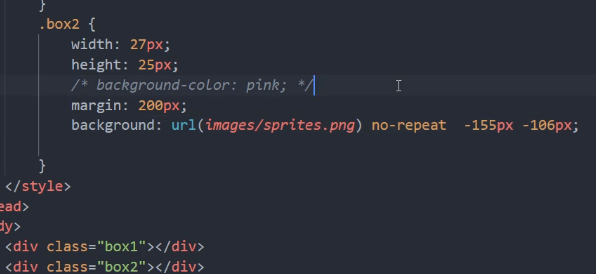 }
.box2 {
width: 27px;
height: 25px;
/* background-color: pink; */
margin: 200px;
background: url(images/sprites.png) no-repeat  -155px -106px;
}
</style>
ead>
dy>
<div class="box1"></div>
<div class="box2"></div>